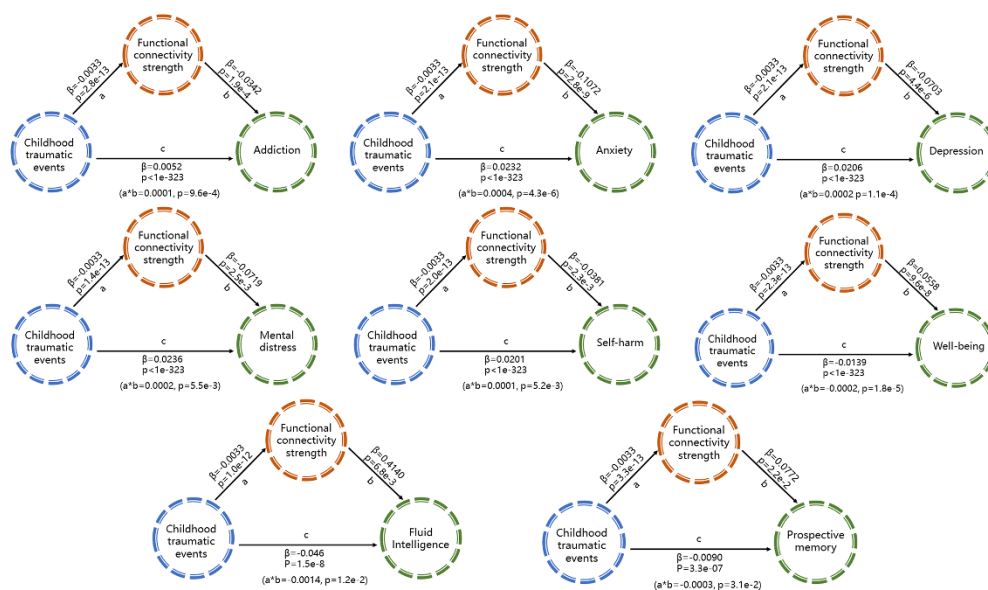 Functional
connectivity
strength
β=-0.0033
p=2.8e-13
a
β=-0.0342
p=1.9e-4
b
Childhood
traumatic
events
c
Addiction
β=0.0052
p<1e-323
(a*b=0.0001, p=9.6e-4)
Functional
connectivity
strength
β=-0.0033
p=2.1e-13
a
β=-0.1072
p=2.8e-9
b
Childhood
traumatic
events
c
Anxiety
β=0.0232
p<1e-323
(a*b=0.0004, p=4.3e-6)
Functional
connectivity
strength
β=-0.0033
p=2.1e-13
a
β=-0.0703
p=4.4e-6
b
Childhood
traumatic
events
c
Depression
β=0.0206
p<1e-323
(a*b=0.0002 p=1.1e-4)
Functional
connectivity
strength
β=-0.0033
p=1.4e-13
a
β=-0.0719
p=2.5e-3
b
Childhood
traumatic
events
c
Mental
distress
β=0.0236
p<1e-323
(a*b=0.0002, p=5.5e-3)
Functional
connectivity
strength
β=-0.0033
p=2.0e-13
a
β=-0.0381
p=2.3e-3
b
Childhood
traumatic
events
c
Self-harm
β=0.0201
p<1e-323
(a*b=0.0001, p=5.2e-3)
Functional
connectivity
strength
β=-0.0033
p=2.3e-13
a
β=0.0558
p=9.6e-8
b
Childhood
traumatic
events
c
Well-being
β=-0.0139
p<1e-323
(a*b=-0.0002, p=1.8e-5)
Functional
connectivity
strength
β=-0.0033
p=1.0e-12
a
β=0.4140
p=6.8e-3
b
Childhood
traumatic
events
c
Fluid
Intelligence
β=-0.046
P=1.5e-8
(a*b=-0.0014, p=1.2e-2)
Functional
connectivity
strength
β=-0.0033
p=3.3e-13
a
β=0.0772
p=2.2e-2
b
Childhood
traumatic
events
c
Prospective
memory
β=-0.0090
P=3.3e-07
(a*b=-0.0003, p=3.1e-2)